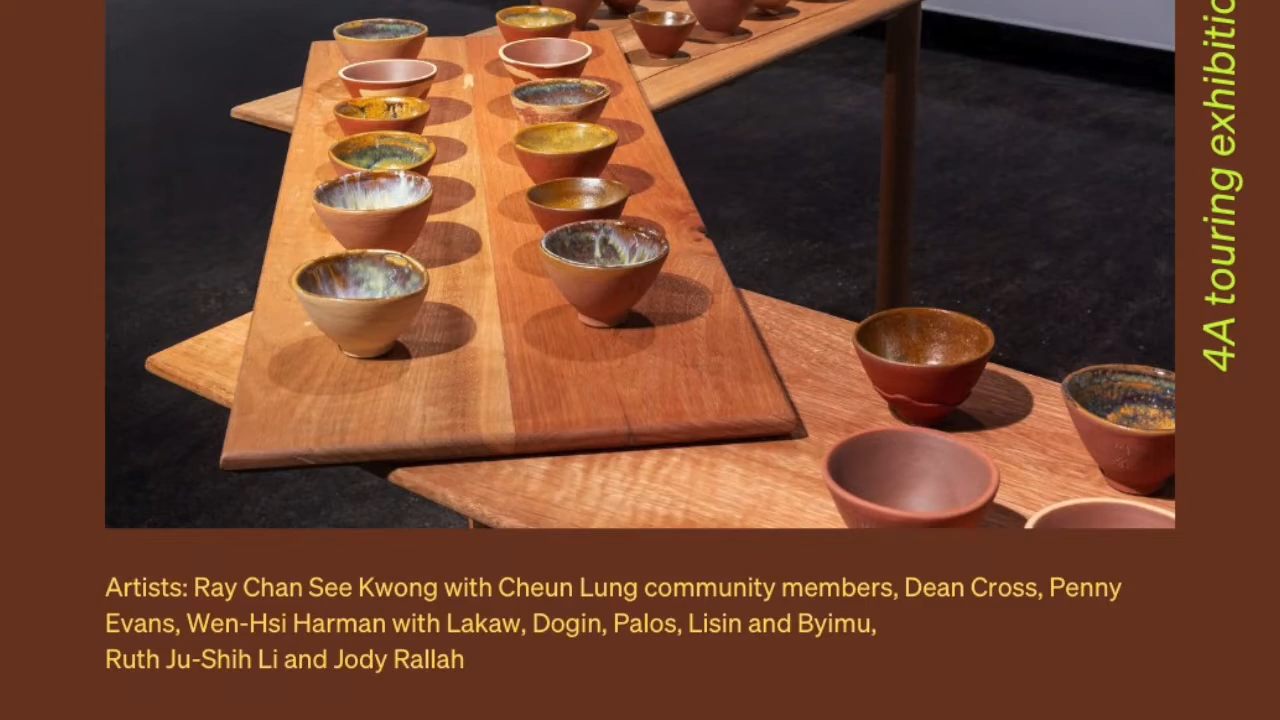 4A touring
Artists: Ray Chan See Kwong with Cheun Lung community members, Dean Cross, Penny
Evans, Wen-Hsi Harman with Lakaw, Dogin, Palos, Lisin and Byimu,
Ruth Ju-Shih Li and Jody Rallah